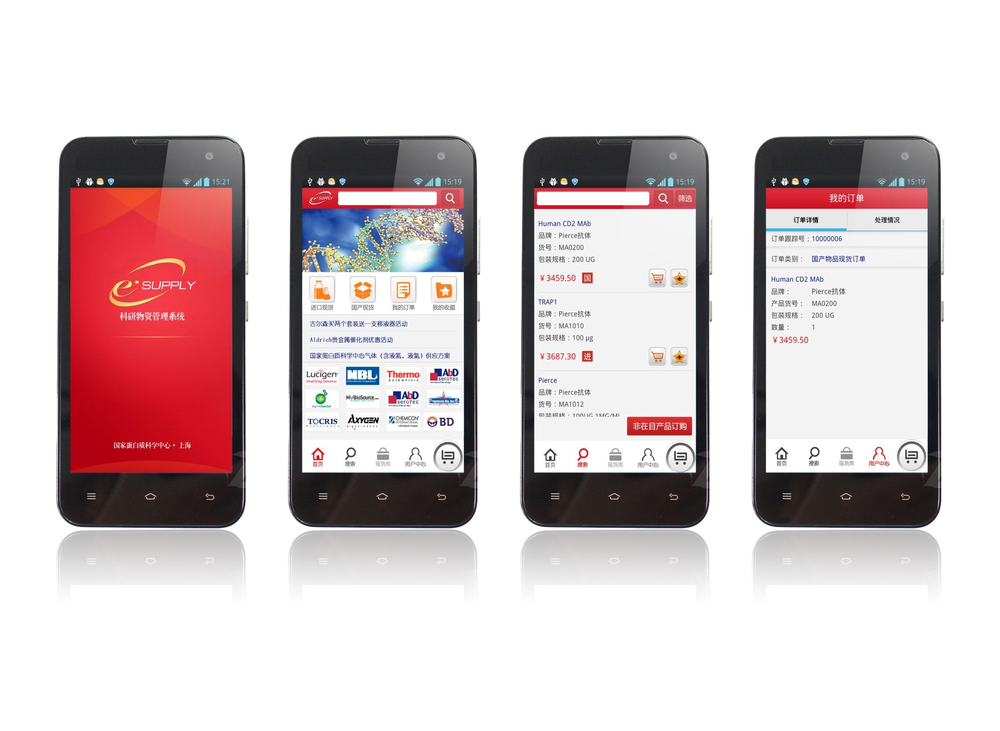 15:21
e·SUPPLY
科研物资管理系统
国家蛋白质科学中心·上海
15:19
e·SUPPLY
进口现货 国产现货 我的订单 我的收藏
吉尔森买两个套装送一支移液器活动
Aldrich贵金属催化剂优惠活动
国家蛋白质科学中心气体（含液氦、液氮）供应方案
Lucigen MBL Thermo AbD
Simplifying Genomics International Corporation SCIENTIFIC seroTec
ASC MYBioSource.com AbD Equitech-Bio, Inc.
Applied StemCell seroTec
TOCRIS AXYGEN CHEMICON BD
bioscience BIOSCIENCES INTERNATIONAL
首页 搜索 现货库 用户中心
15:19
筛选
Human CD2 MAb
品牌：Pierce抗体
货号：MA0200
包装规格：200 UG
¥3459.50 国
TRAP1
品牌：Pierce抗体
货号：MA1010
包装规格：100 μg
¥3687.30 进
Pierce
品牌：Pierce抗体
货号：MA1012
包装规格：100UG 1MG/ML
非在目产品订购
首页 搜索 现货库 用户中心
15:19
我的订单
订单详情 处理情况
订单跟踪号：10000006
订单类别： 国产物品现货订单
Human CD2 MAb
品牌： Pierce抗体
产品货号： MA0200
包装规格： 200 UG
数量： 1
¥3459.50
首页 搜索 现货库 用户中心